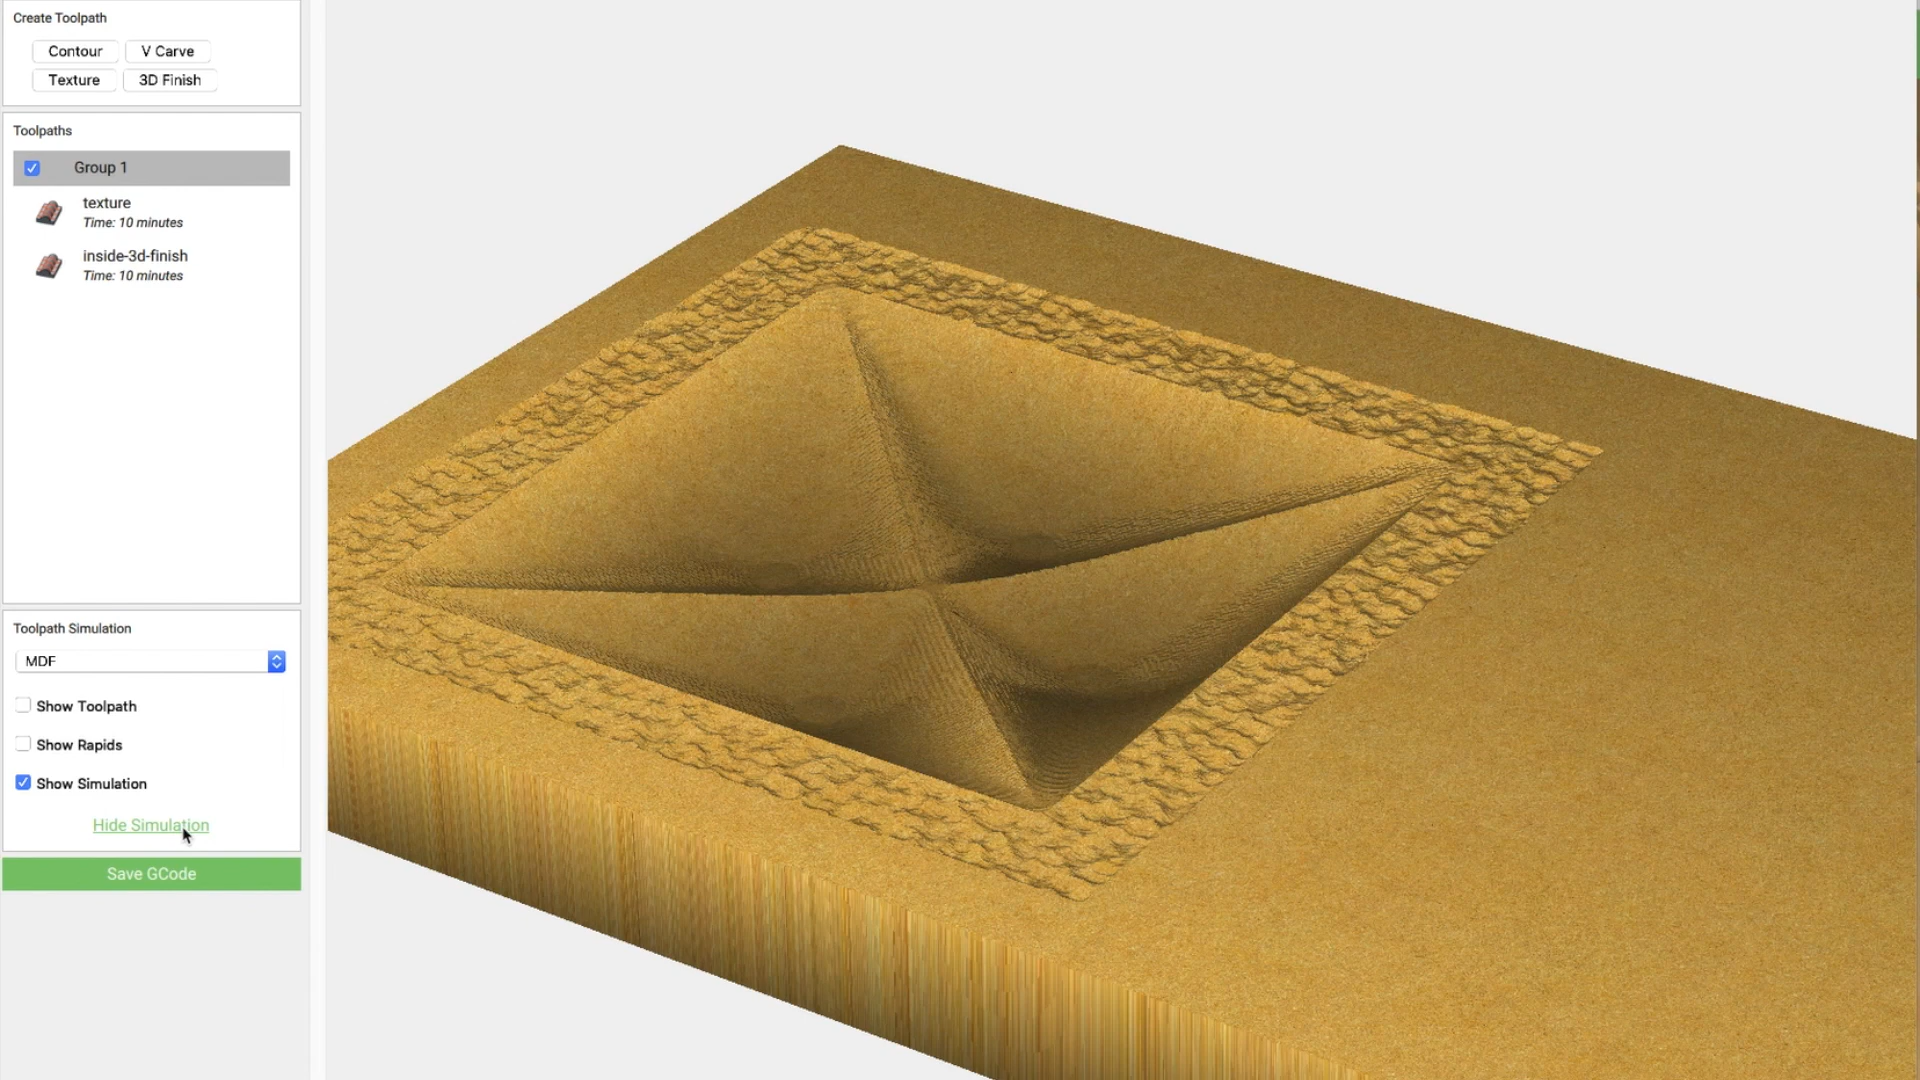 Create Toolpath
Contour
V Carve
Texture
3D Finish
Toolpaths
Group 1
texture
Time: 10 minutes
inside-3d-finish
Time: 10 minutes
Toolpath Simulation
MDF
Show Toolpath
Show Rapids
Show Simulation
Hide Simulation
Save GCode